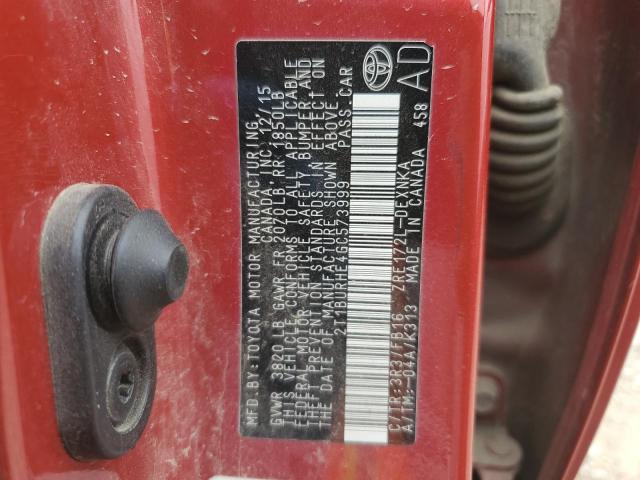 MFD.BY:TOYOTA MOTOR MANUFACTURING
CANADA, INC. 12/15
GVWR 3820 LB GAWR FR 2070LB RR 1850LB
THIS VEHICLE CONFORMS TO ALL APPLICABLE
FEDERAL MOTOR VEHICLE SAFETY, BUMPER AND
THEFT PREVENTION STANDARDS IN EFFECT ON
THE DATE OF MANUFACTURE SHOWN ABOVE.
2T1BURHE4GC573999 PASS.CAR
C/TR:3R3/FB16 ZRE172L-DEXNKA
A/TM:-04A/K313 MADE IN CANADA 458
AD